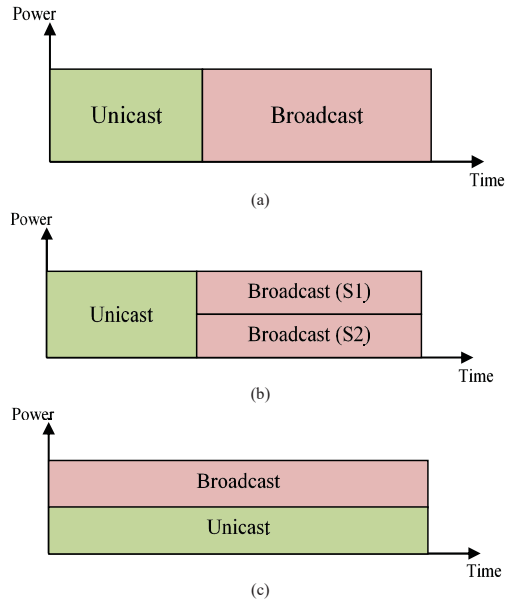 Power
Unicast
Broadcast
Time
(a)
Power
Broadcast (S1)
Unicast
Broadcast (S2)
Time
(b)
Power
Broadcast
Unicast
Time
(c)